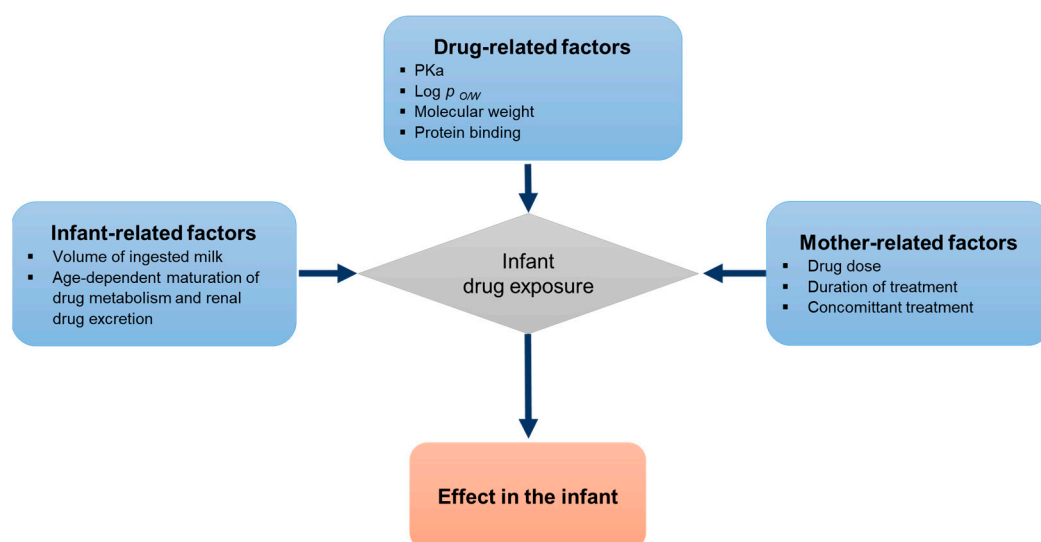 Drug-related factors
▪ PKa
▪ Log p O/W
▪ Molecular weight
▪ Protein binding
Infant-related factors
▪ Volume of ingested milk
▪ Age-dependent maturation of
drug metabolism and renal
drug excretion
Infant
drug exposure
Mother-related factors
▪ Drug dose
▪ Duration of treatment
▪ Concomittant treatment
Effect in the infant